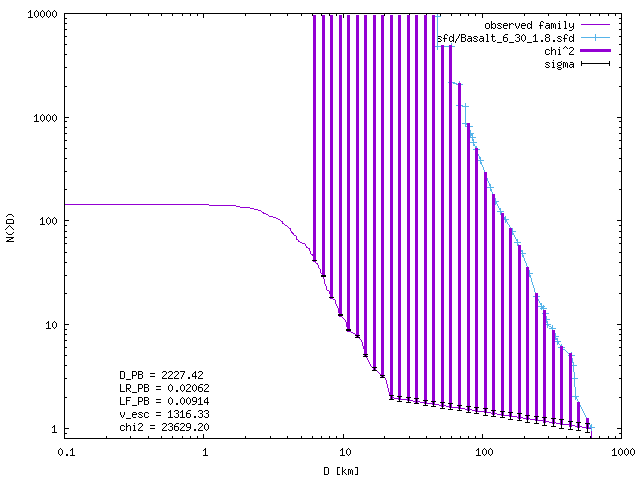 10000
1000
100
10
1
N(>D)
observed family
sfd/Basalt_6_30_1.8.sfd
chi^2
sigma
D_PB = 2227.42
LR_PB = 0.02062
LF_PB = 0.00914
v_esc = 1316.33
chi2 = 23629.20
0.1 1 10 100 1000
D [km]